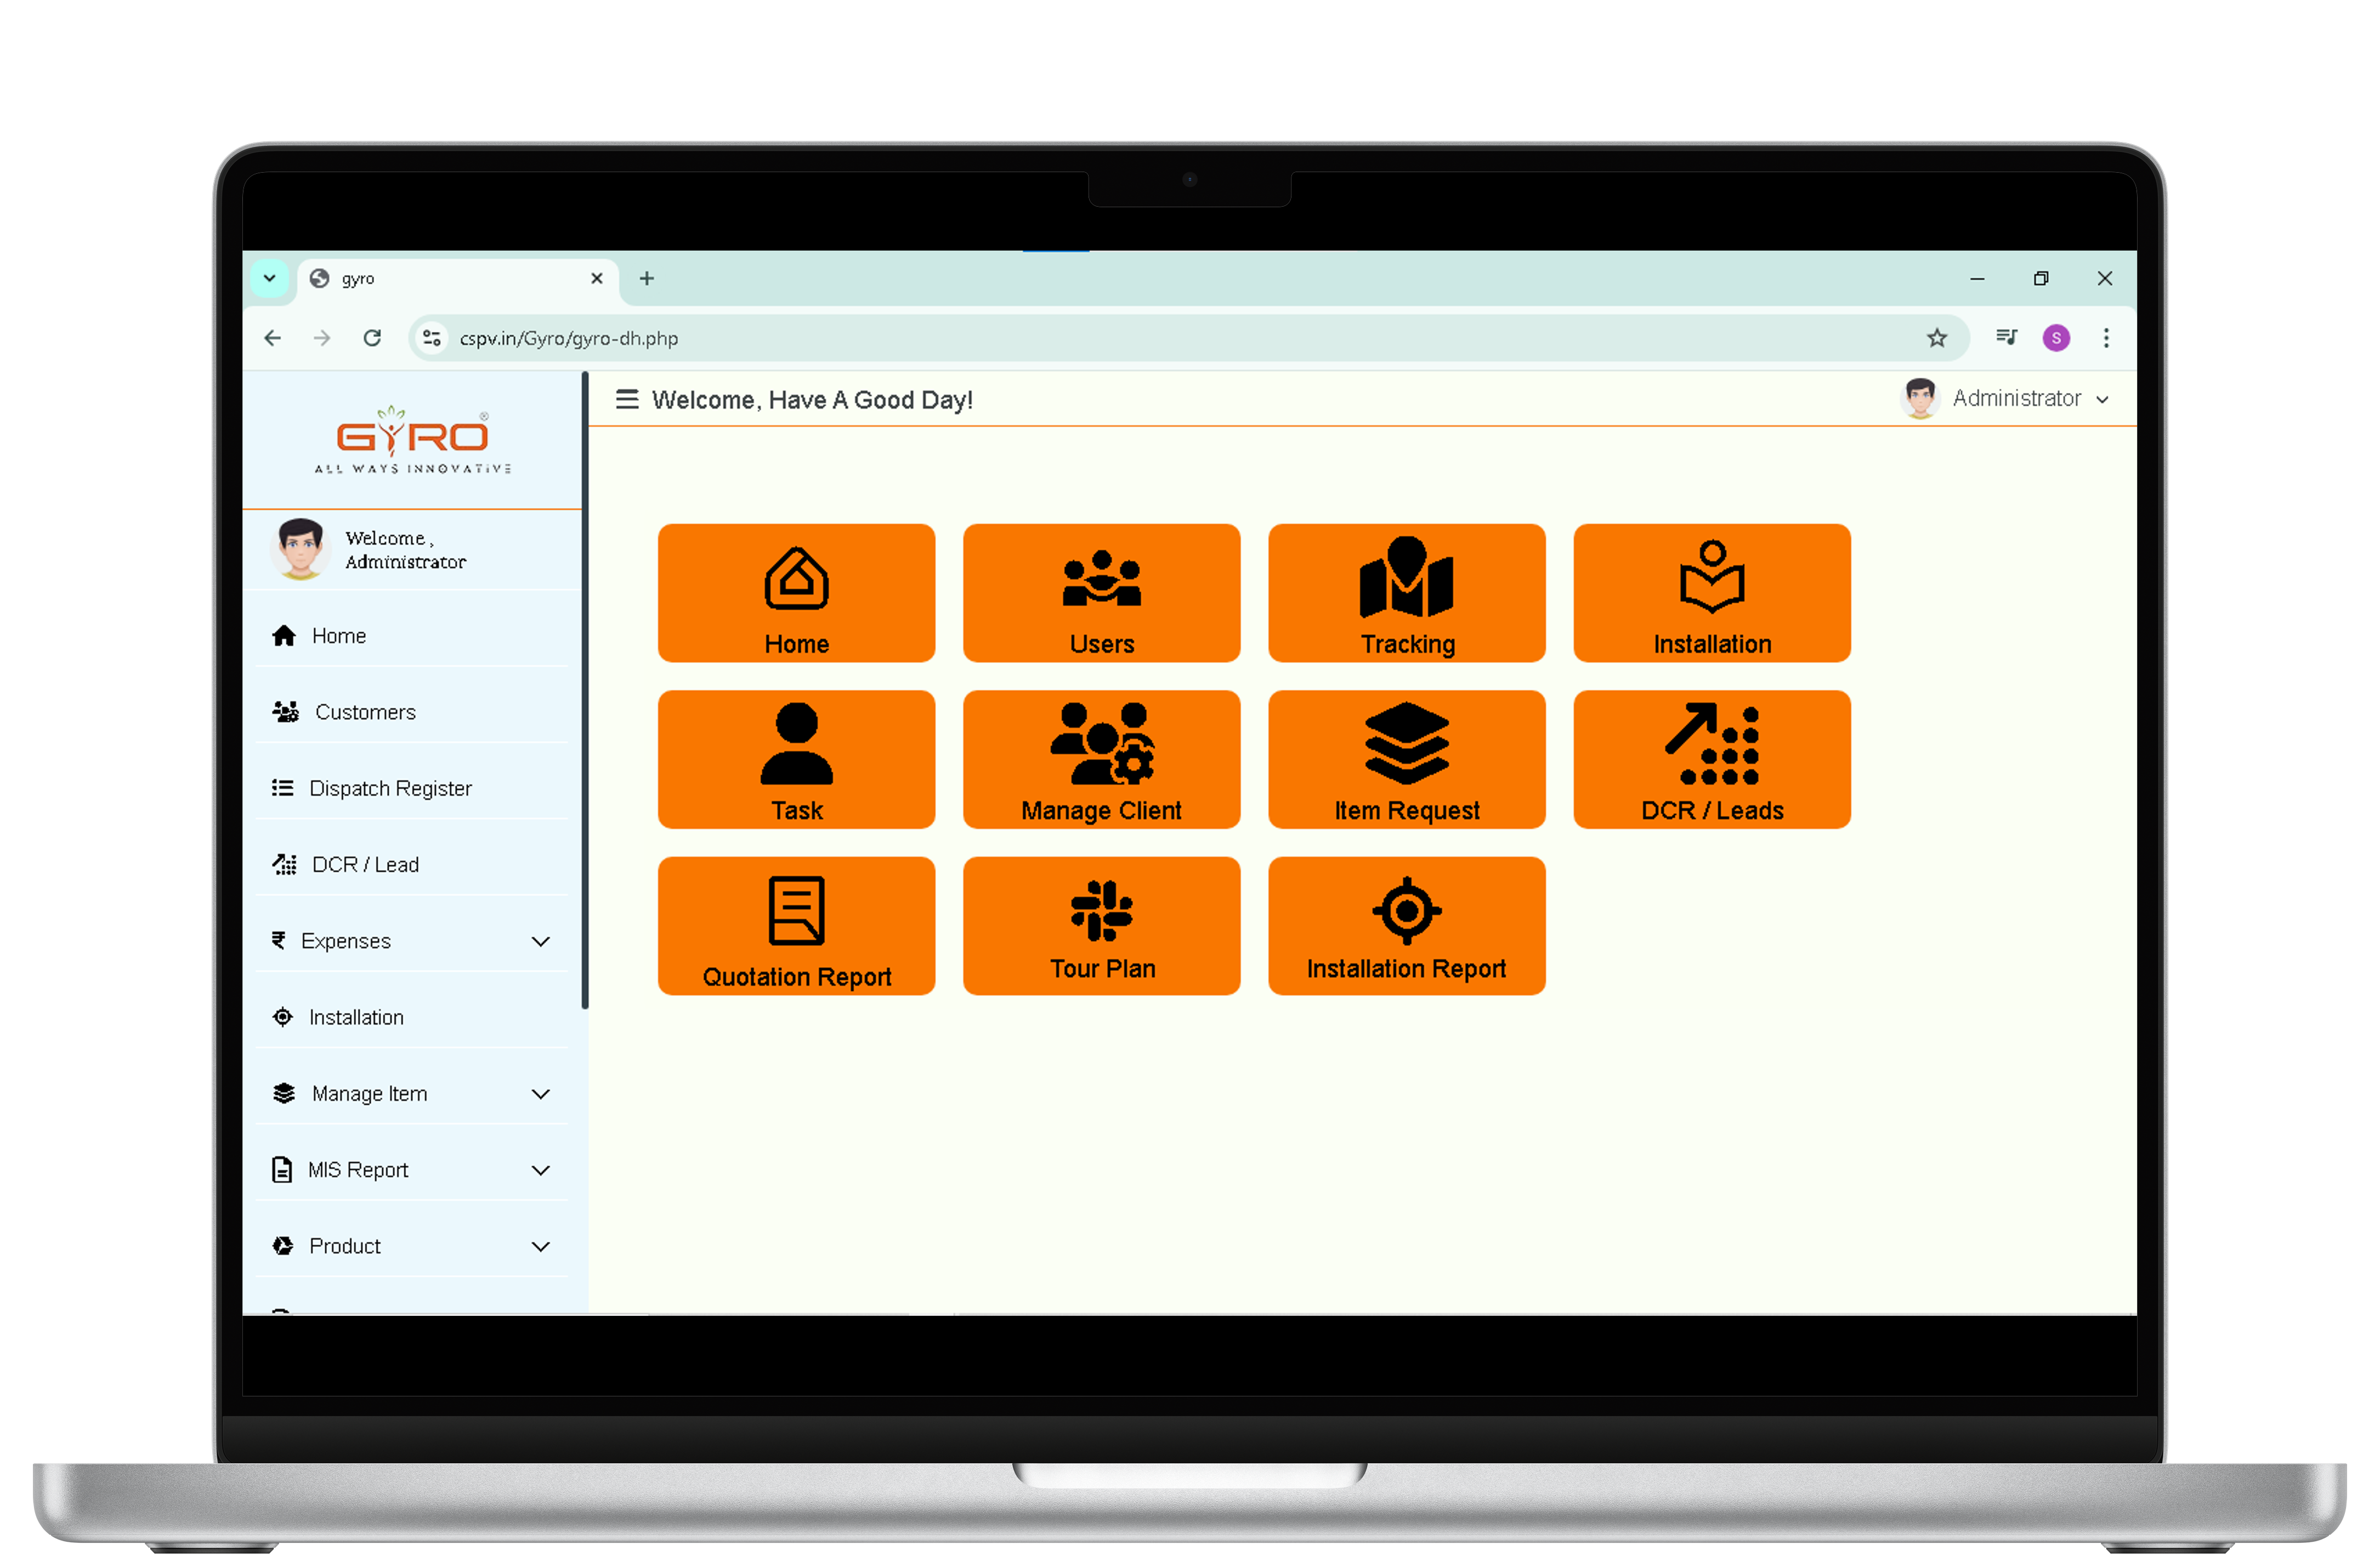 gyro
cspv.in/Gyro/gyro-dh.php
S
GYRO®
ALL WAYS INNOVATIVE
Welcome, Have A Good Day!
Administrator
Welcome ,
Administrator
Home
Customers
Dispatch Register
DCR / Lead
₹ Expenses
Installation
Manage Item
MIS Report
Product
Home
Users
Tracking
Installation
Task
Manage Client
Item Request
DCR / Leads
Quotation Report
Tour Plan
Installation Report